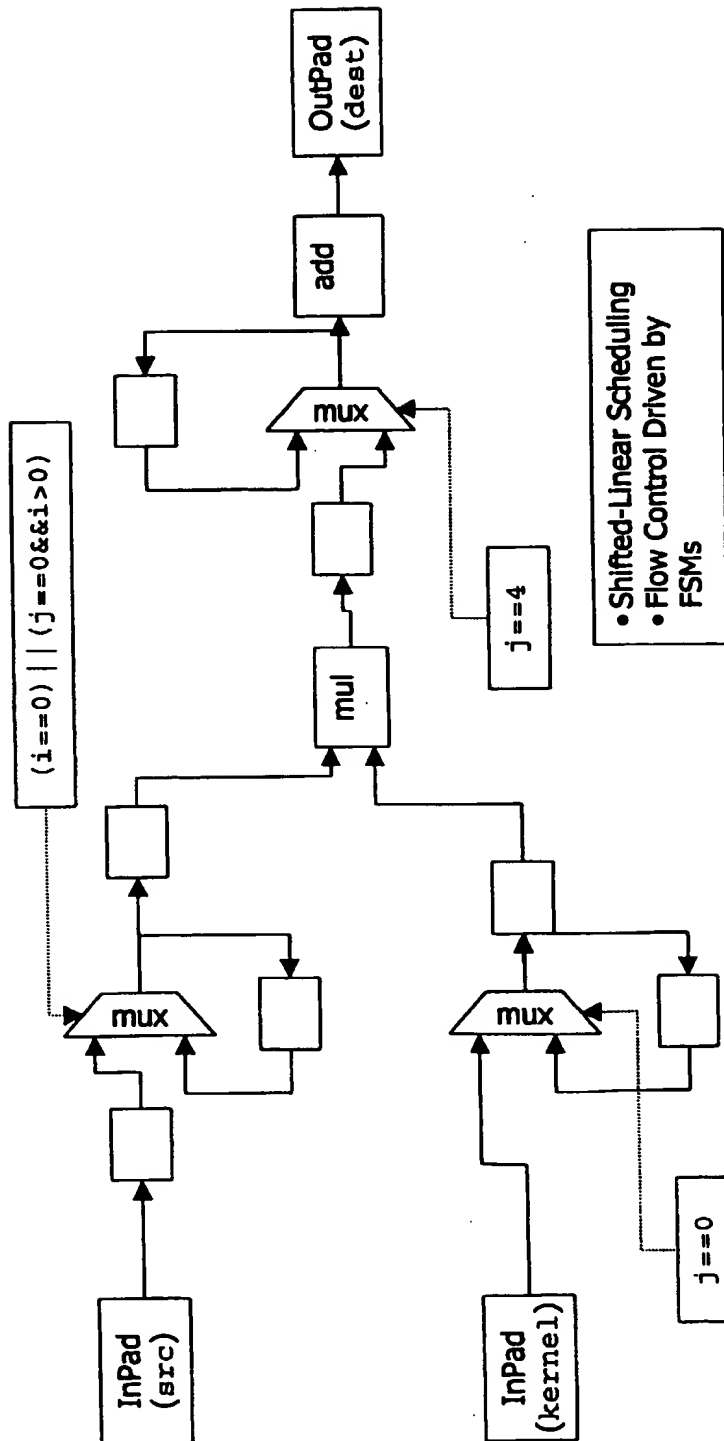 InPad
(src)
InPad
(kernel)
j==0
mux
mux
(i==0)||(j==0&&i>0)
mul
j==4
mux
add
OutPad
(dest)
• Shifted-Linear Scheduling
• Flow Control Driven by
FSMs